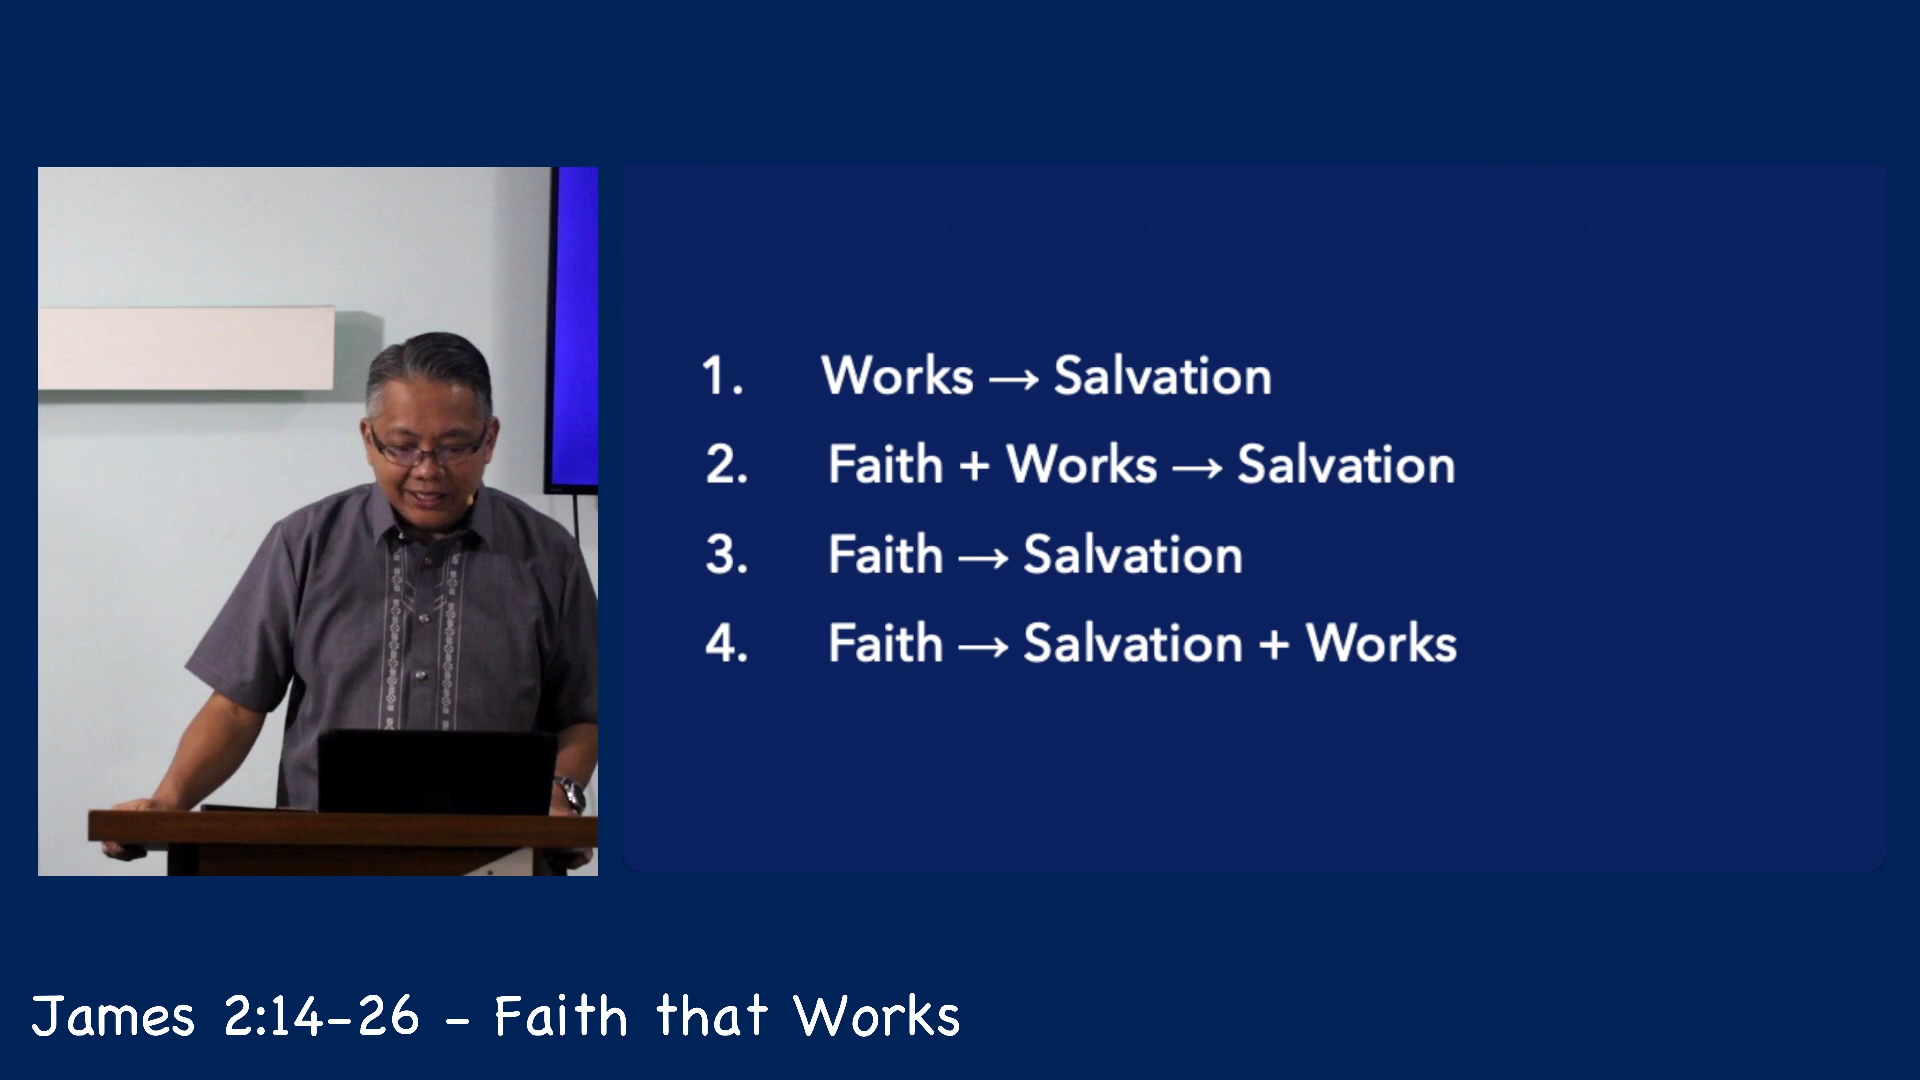 1. Works → Salvation
2. Faith + Works → Salvation
3. Faith → Salvation
4. Faith → Salvation + Works
James 2:14-26 - Faith that Works